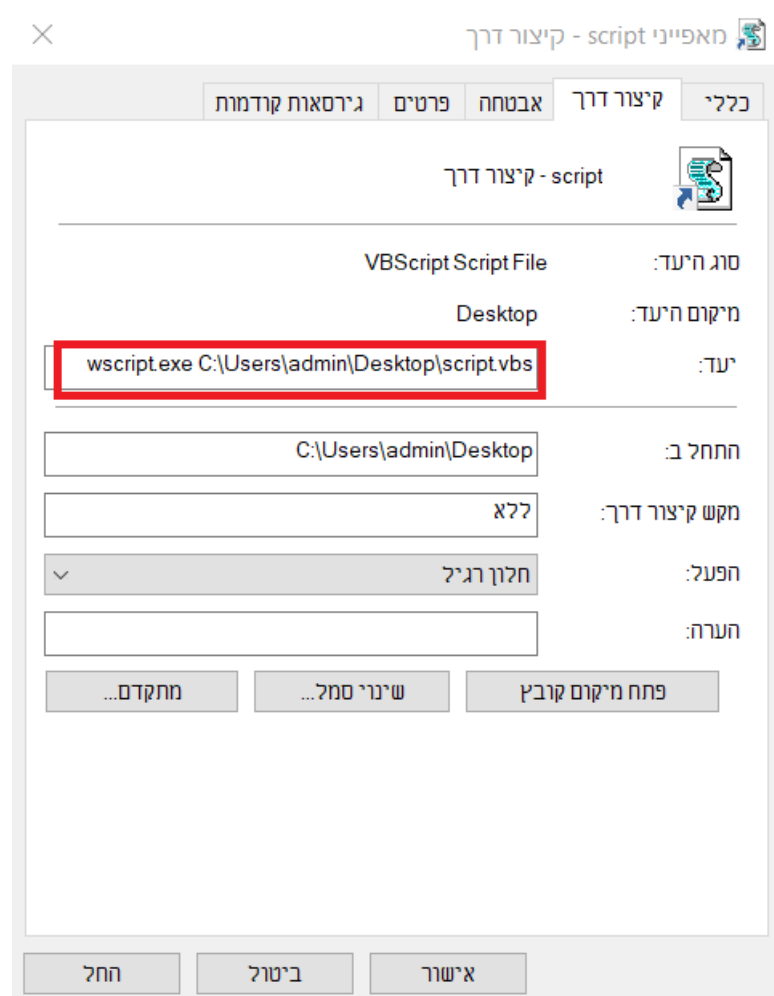 מאפייני script - קיצור דרך
כללי קיצור דרך אבטחה פרטים גירסאות קודמות
script - קיצור דרך
סוג היעד: VBScript Script File
מיקום היעד: Desktop
יעד: wscript.exe C:\Users\admin\Desktop\script.vbs
התחל ב: C:\Users\admin\Desktop
מקש קיצור דרך: ללא
הפעל: חלון רגיל
הערה:
פתח מיקום קובץ שינוי סמל... מתקדם...
אישור ביטול החל